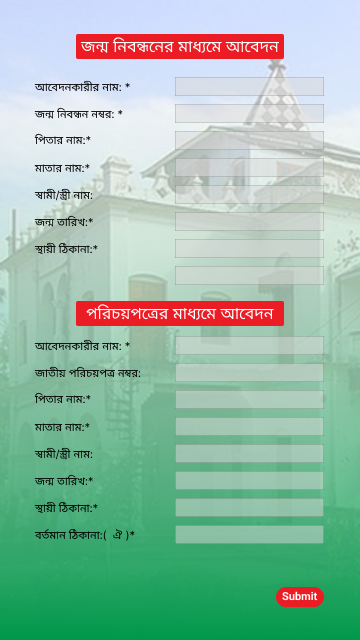 জন্ম নিবন্ধনের মাধ্যমে আবেদন
আবেদনকারীর নাম: *
জন্ম নিবন্ধন নম্বর: *
পিতার নাম:*
মাতার নাম:*
স্বামী/স্ত্রী নাম:
জন্ম তারিখ:*
স্থায়ী ঠিকানা:*
পরিচয়পত্রের মাধ্যমে আবেদন
আবেদনকারীর নাম: *
জাতীয় পরিচয়পত্র নম্বর:
পিতার নাম:*
মাতার নাম:*
স্বামী/স্ত্রী নাম:
জন্ম তারিখ:*
স্থায়ী ঠিকানা:*
বর্তমান ঠিকানা:( ঐ )*
Submit